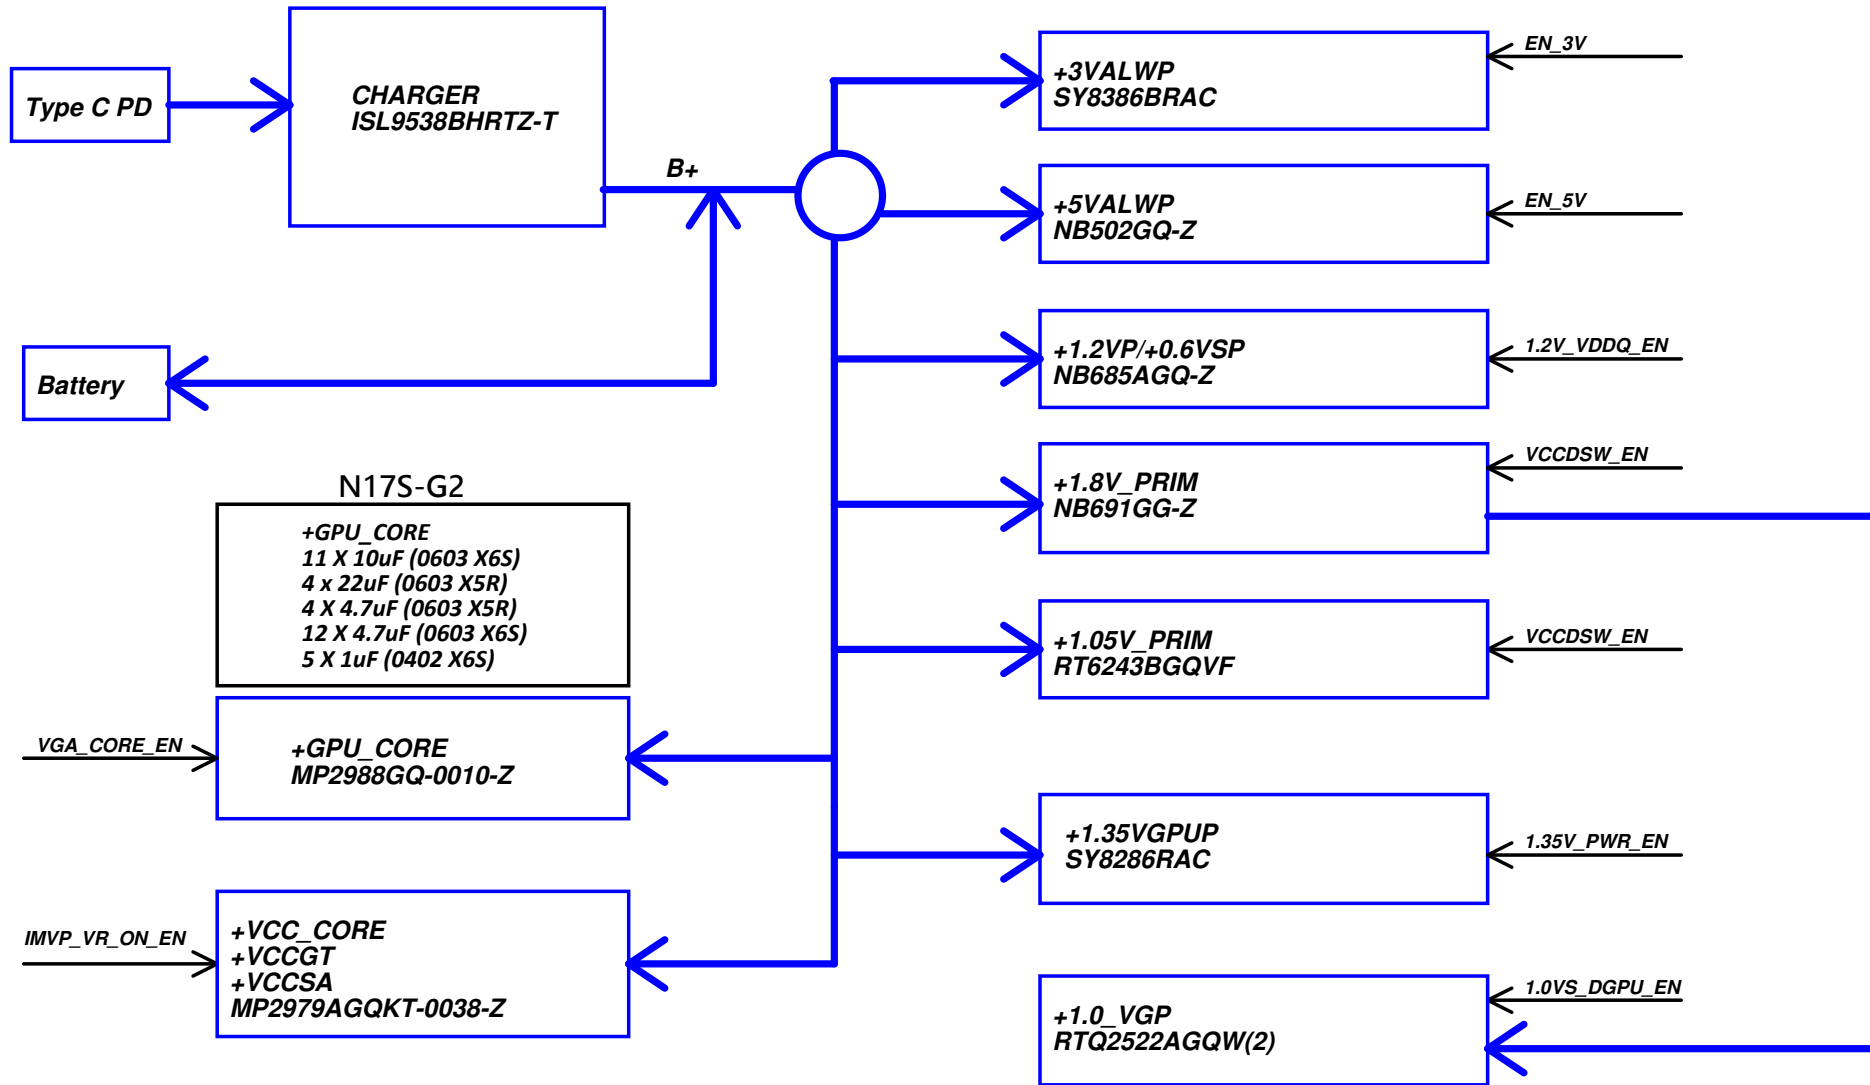 Type C PD
CHARGER
ISL9538BHRTZ-T
B+
Battery
+3VALWP
SY8386BRAC
EN_3V
+5VALWP
NB502GQ-Z
EN_5V
+1.2VP/+0.6VSP
NB685AGQ-Z
1.2V_VDDQ_EN
+1.8V_PRIM
NB691GG-Z
VCCDSW_EN
N17S-G2
+GPU_CORE
11 X 10uF (0603 X6S)
4 x 22uF (0603 X5R)
4 X 4.7uF (0603 X5R)
12 X 4.7uF (0603 X6S)
5 X 1uF (0402 X6S)
+1.05V_PRIM
RT6243BGQVF
VCCDSW_EN
VGA_CORE_EN
+GPU_CORE
MP2988GQ-0010-Z
+1.35VGPUP
SY8286RAC
1.35V_PWR_EN
IMVP_VR_ON_EN
+VCC_CORE
+VCCGT
+VCCSA
MP2979AGQKT-0038-Z
+1.0_VGP
RTQ2522AGQW(2)
1.0VS_DGPU_EN